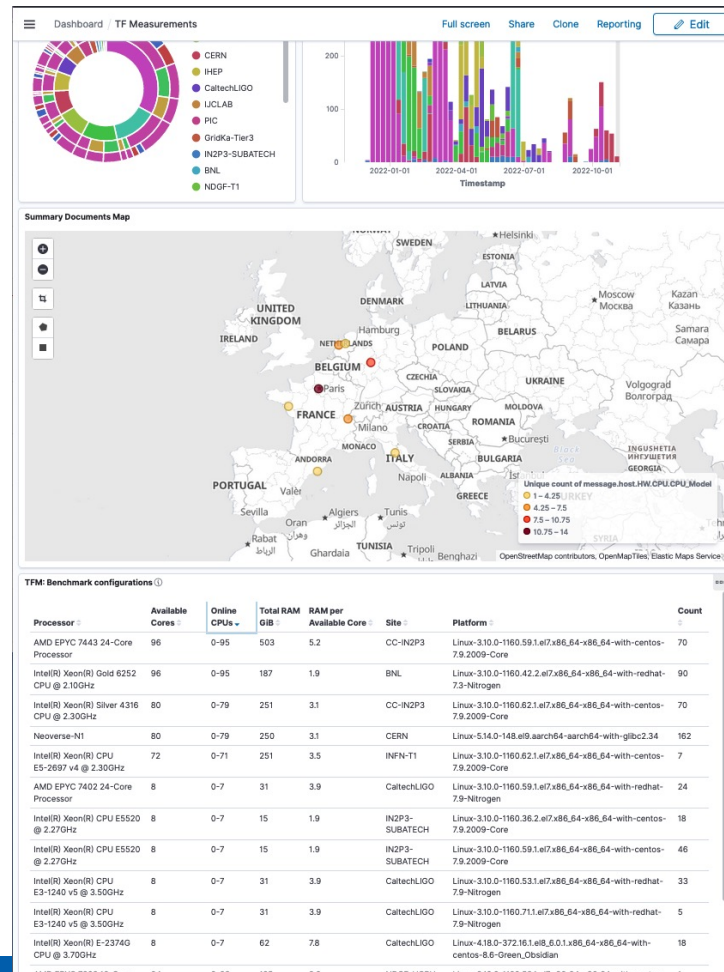 Dashboard / TF Measurements
Full screen Share Clone Reporting Edit
CERN
IHEP
CaltechLIGO
IJCLAB
PIC
GridKa-Tier3
IN2P3-SUBATECH
BNL
NDGF-T1
200
100
0
2022-01-01 2022-04-01 2022-07-01 2022-10-01
Timestamp
Summary Documents Map
NORWAY
Helsinki
SWEDEN
ESTONIA
LATVIA
Moscow
Москва
Kazan
Казань
DENMARK
LITHUANIA
UNITED
KINGDOM
Hamburg
BELARUS
Samara
Самара
IRELAND
NETHERLANDS
POLAND
BELGIUM
CZECHIA
UKRAINE
Volgograd
Волгоград
Paris
SLOVAKIA
FRANCE
Zürich
AUSTRIA
HUNGARY
MOLDOVA
Milano
CROATIA
ROMANIA
MONACO
SERBIA
București
ANDORRA
ITALY
BULGARIA
Black
Sea
INGUSHETIA
ИНГУШЕТИЯ
GEORGIA
PORTUGAL
Valèr
Napoli
ALBANIA
GREECE
TURKEY
Sevilla
Algiers
الجزائر
Tunis
تونس
Oran
وهران
SYRIA
Rabat
الرباط
Ghardaia
TUNISIA
Tripoli
Benghazi
Unique count of message.host.HW.CPU.CPU_Model
1 – 4.25
4.25 – 7.5
7.5 – 10.75
10.75 – 14
OpenStreetMap contributors, OpenMapTiles, Elastic Maps Service
TFM: Benchmark configurations
Processor Available Cores Online CPUs Total RAM GiB RAM per Available Core Site Platform Count
AMD EPYC 7443 24-Core 96 0-95 503 5.2 CC-IN2P3 Linux-3.10.0-1160.59.1.el7.x86_64-x86_64-with-centos- 70
Processor 7.9.2009-Core
Intel(R) Xeon(R) Gold 6252 96 0-95 187 1.9 BNL Linux-3.10.0-1160.42.2.el7.x86_64-x86_64-with-redhat- 90
CPU @ 2.10GHz 7.3-Nitrogen
Intel(R) Xeon(R) Silver 4316 80 0-79 251 3.1 CC-IN2P3 Linux-3.10.0-1160.62.1.el7.x86_64-x86_64-with-centos- 70
CPU @ 2.30GHz 7.9.2009-Core
Neoverse-N1 80 0-79 250 3.1 CERN Linux-5.14.0-148.el9.aarch64-aarch64-with-glibc2.34 162
Intel(R) Xeon(R) CPU 72 0-71 251 3.5 INFN-T1 Linux-3.10.0-1160.62.1.el7.x86_64-x86_64-with-centos- 7
E5-2697 v4 @ 2.30GHz 7.9.2009-Core
AMD EPYC 7402 24-Core 8 0-7 31 3.9 CaltechLIGO Linux-3.10.0-1160.59.1.el7.x86_64-x86_64-with-redhat- 24
Processor 7.9-Nitrogen
Intel(R) Xeon(R) CPU E5520 8 0-7 15 1.9 IN2P3- Linux-3.10.0-1160.36.2.el7.x86_64-x86_64-with-centos- 18
@ 2.27GHz SUBATECH 7.9.2009-Core
Intel(R) Xeon(R) CPU E5520 8 0-7 15 1.9 IN2P3- Linux-3.10.0-1160.59.1.el7.x86_64-x86_64-with-centos- 46
@ 2.27GHz SUBATECH 7.9.2009-Core
Intel(R) Xeon(R) CPU 8 0-7 31 3.9 CaltechLIGO Linux-3.10.0-1160.53.1.el7.x86_64-x86_64-with-redhat- 33
E3-1240 v5 @ 3.50GHz 7.9-Nitrogen
Intel(R) Xeon(R) CPU 8 0-7 31 3.9 CaltechLIGO Linux-3.10.0-1160.71.1.el7.x86_64-x86_64-with-redhat- 5
E3-1240 v5 @ 3.50GHz 7.9-Nitrogen
Intel(R) Xeon(R) E-2374G 8 0-7 62 7.8 CaltechLIGO Linux-4.18.0-372.16.1.el8_6.0.1.x86_64-x86_64-with- 18
CPU @ 3.70GHz centos-8.6-Green_Obsidian